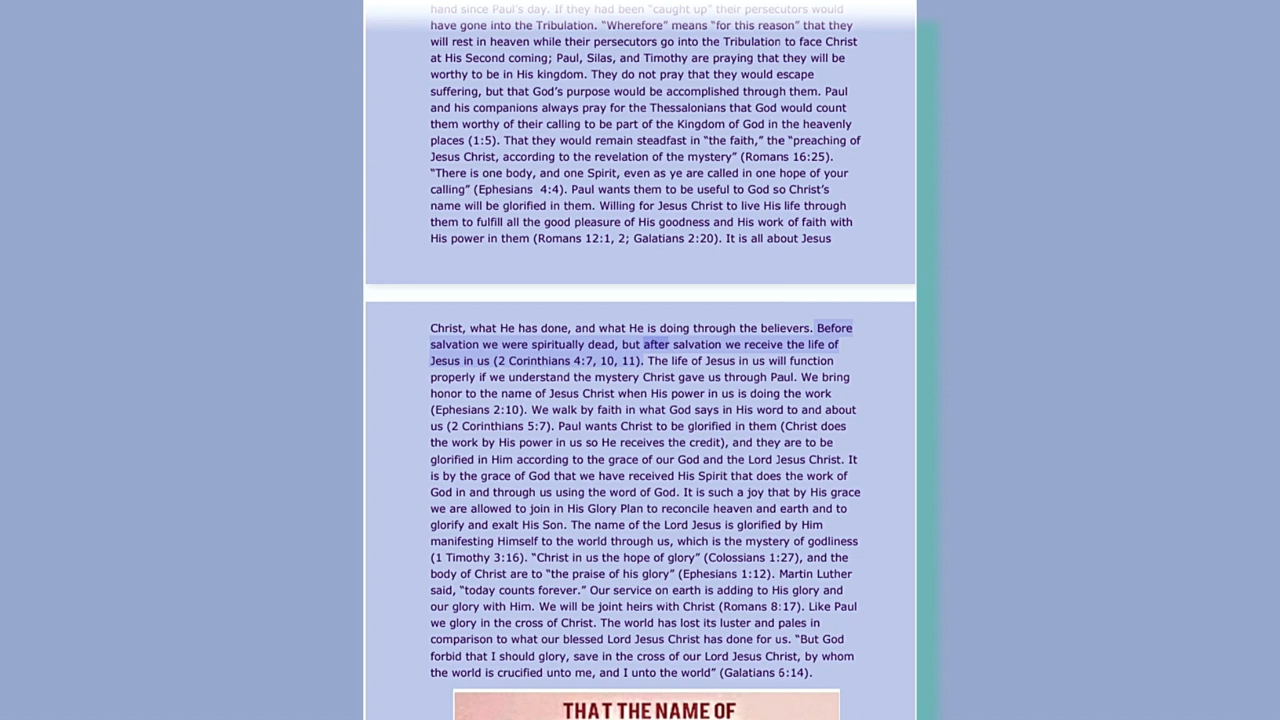 hand since Paul's day. If they had been "caught up" their persecutors would
have gone into the Tribulation. "Wherefore" means "for this reason" that they
will rest in heaven while their persecutors go into the Tribulation to face Christ
at His Second coming; Paul, Silas, and Timothy are praying that they will be
worthy to be in His kingdom. They do not pray that they would escape
suffering, but that God's purpose would be accomplished through them. Paul
and his companions always pray for the Thessalonians that God would count
them worthy of their calling to be part of the Kingdom of God in the heavenly
places (1:5). That they would remain steadfast in "the faith," the "preaching of
Jesus Christ, according to the revelation of the mystery" (Romans 16:25).
"There is one body, and one Spirit, even as ye are called in one hope of your
calling" (Ephesians  4:4). Paul wants them to be useful to God so Christ's
name will be glorified in them. Willing for Jesus Christ to live His life through
them to fulfill all the good pleasure of His goodness and His work of faith with
His power in them (Romans 12:1, 2; Galatians 2:20). It is all about Jesus
Christ, what He has done, and what He is doing through the believers. Before
salvation we were spiritually dead, but after salvation we receive the life of
Jesus in us (2 Corinthians 4:7, 10, 11). The life of Jesus in us will function
properly if we understand the mystery Christ gave us through Paul. We bring
honor to the name of Jesus Christ when His power in us is doing the work
(Ephesians 2:10). We walk by faith in what God says in His word to and about
us (2 Corinthians 5:7). Paul wants Christ to be glorified in them (Christ does
the work by His power in us so He receives the credit), and they are to be
glorified in Him according to the grace of our God and the Lord Jesus Christ. It
is by the grace of God that we have received His Spirit that does the work of
God in and through us using the word of God. It is such a joy that by His grace
we are allowed to join in His Glory Plan to reconcile heaven and earth and to
glorify and exalt His Son. The name of the Lord Jesus is glorified by Him
manifesting Himself to the world through us, which is the mystery of godliness
(1 Timothy 3:16). "Christ in us the hope of glory" (Colossians 1:27), and the
body of Christ are to "the praise of his glory" (Ephesians 1:12). Martin Luther
said, "today counts forever." Our service on earth is adding to His glory and
our glory with Him. We will be joint heirs with Christ (Romans 8:17). Like Paul
we glory in the cross of Christ. The world has lost its luster and pales in
comparison to what our blessed Lord Jesus Christ has done for us. "But God
forbid that I should glory, save in the cross of our Lord Jesus Christ, by whom
the world is crucified unto me, and I unto the world" (Galatians 6:14).
THAT THE NAME OF